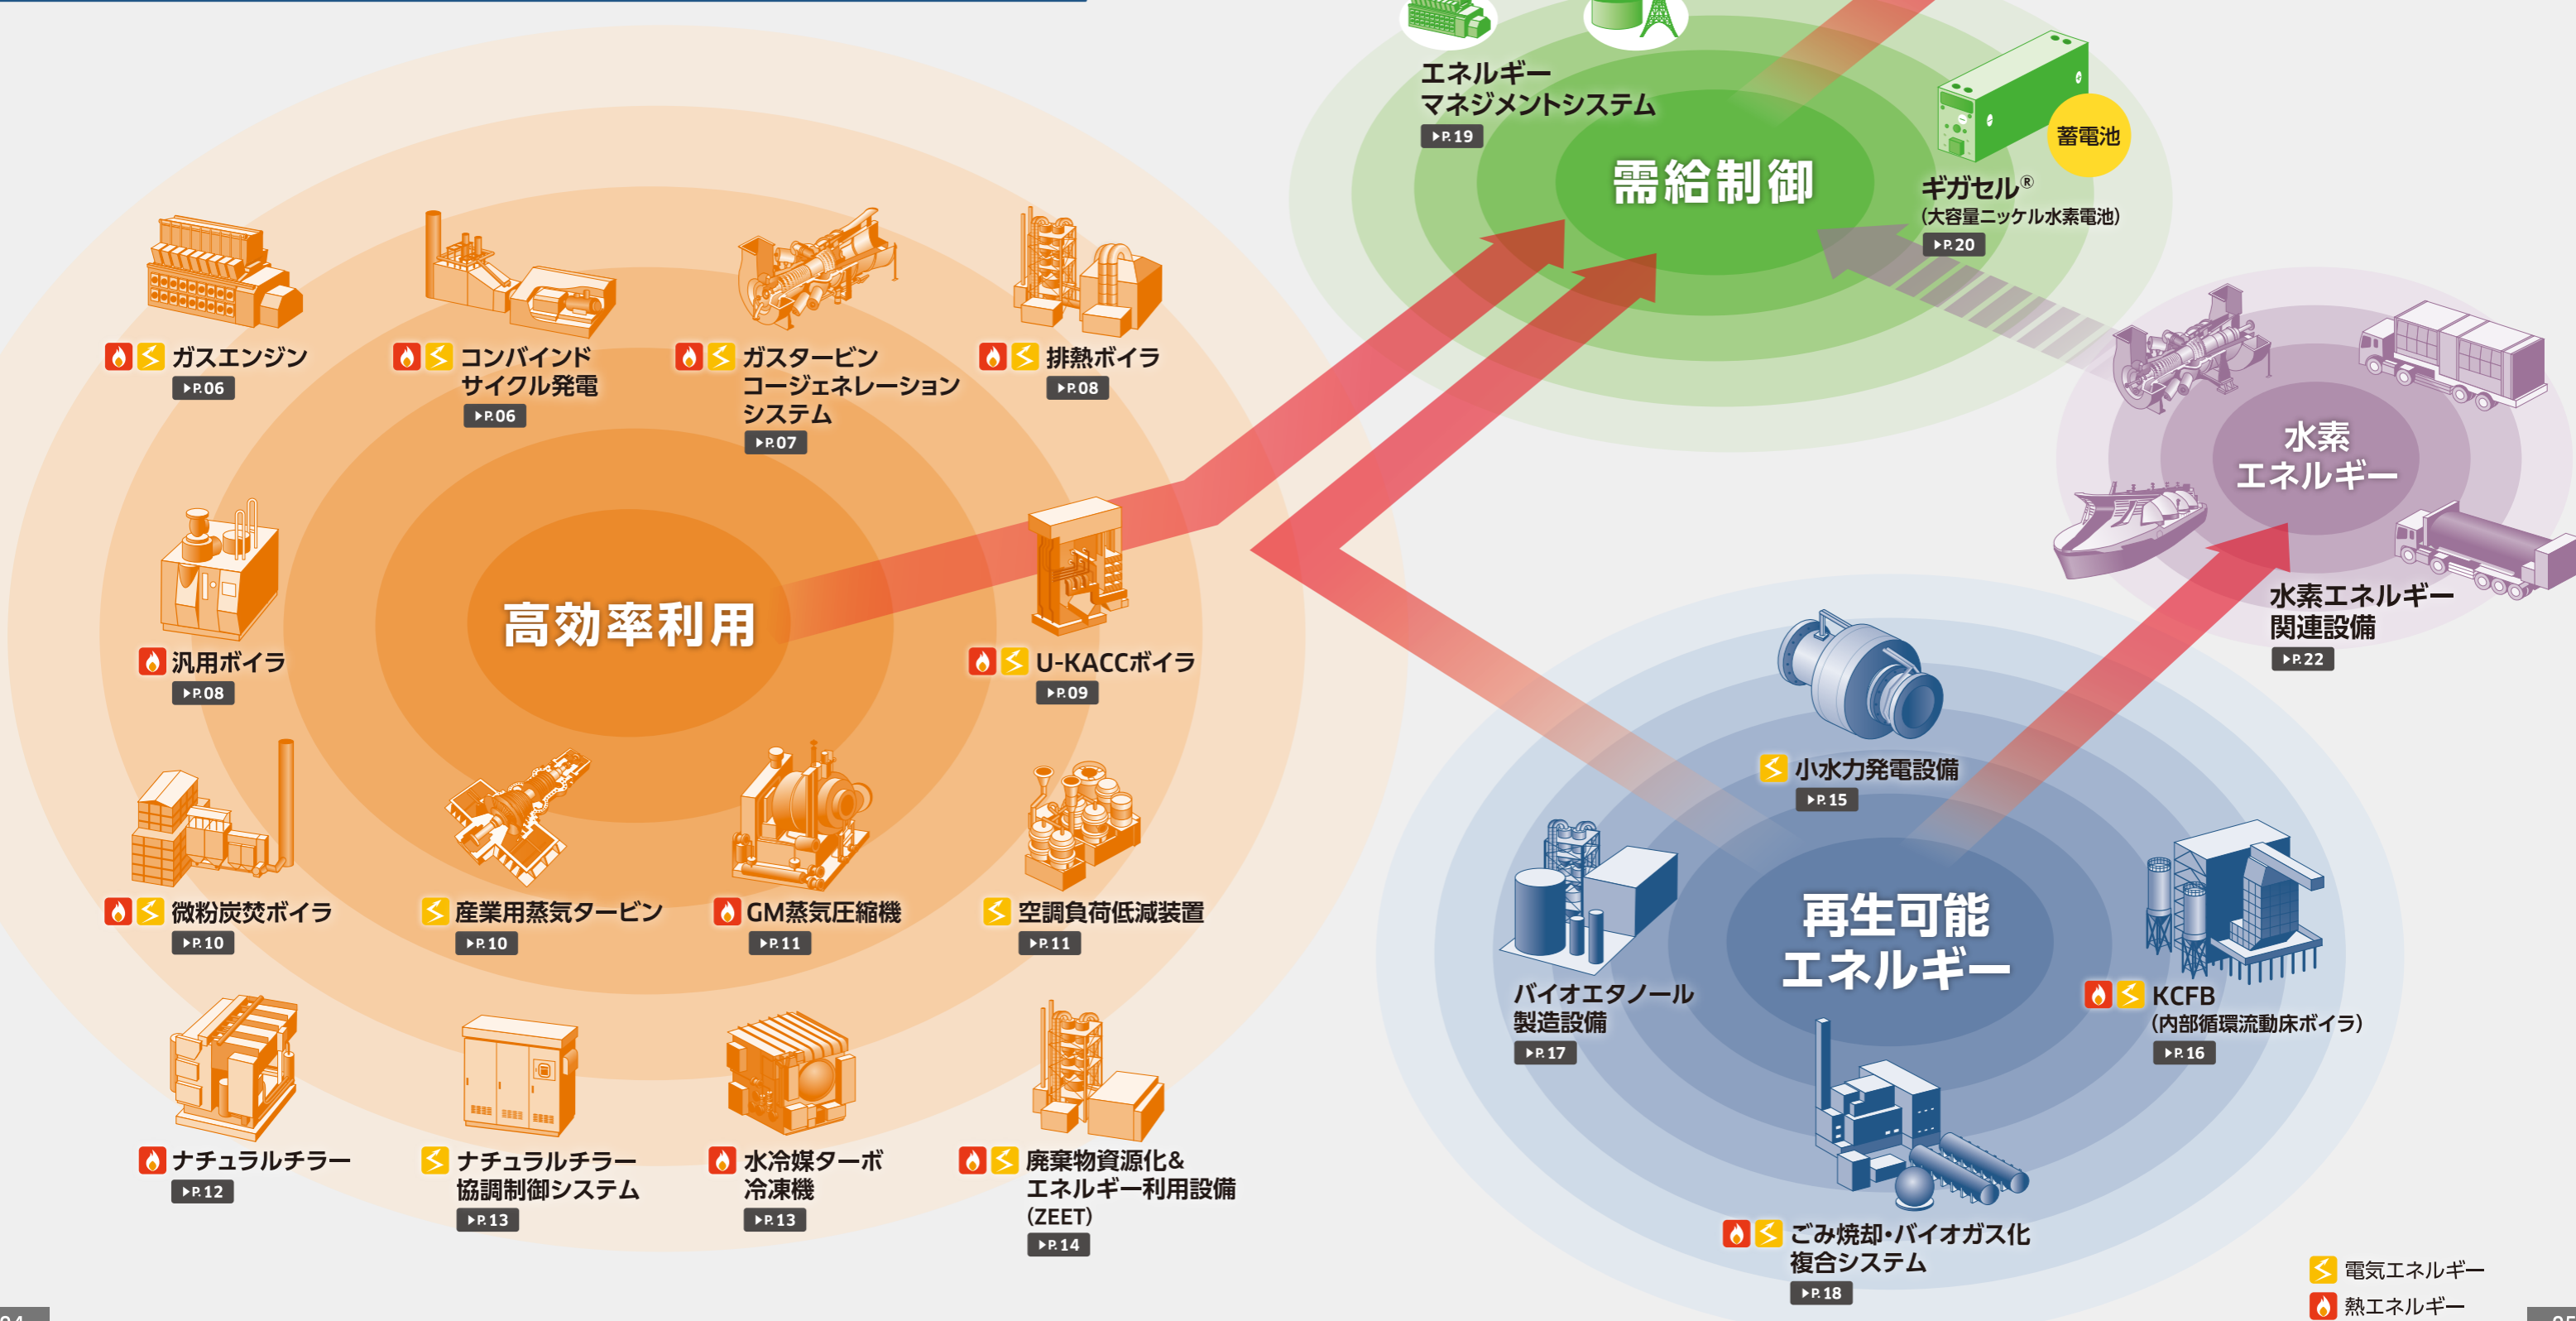 エネルギー
マネジメントシステム
▶P.19
需給制御
蓄電池
ギガセル®
（大容量ニッケル水素電池）
▶P.20
ガスエンジン
▶P.06
コンバインド
サイクル発電
▶P.06
ガスタービン
コージェネレーション
システム
▶P.07
排熱ボイラ
▶P.08
汎用ボイラ
▶P.08
高効率利用
U-KACCボイラ
▶P.09
微粉炭焚ボイラ
▶P.10
産業用蒸気タービン
▶P.10
GM蒸気圧縮機
▶P.11
空調負荷低減装置
▶P.11
ナチュラルチラー
▶P.12
ナチュラルチラー
協調制御システム
▶P.13
水冷媒ターボ
冷凍機
▶P.13
廃棄物資源化&
エネルギー利用設備
（ZEET）
▶P.14
水素
エネルギー
水素エネルギー
関連設備
▶P.22
小水力発電設備
▶P.15
再生可能
エネルギー
バイオエタノール
製造設備
▶P.17
KCFB
（内部循環流動床ボイラ）
▶P.16
ごみ焼却・バイオガス化
複合システム
▶P.18
電気エネルギー
熱エネルギー